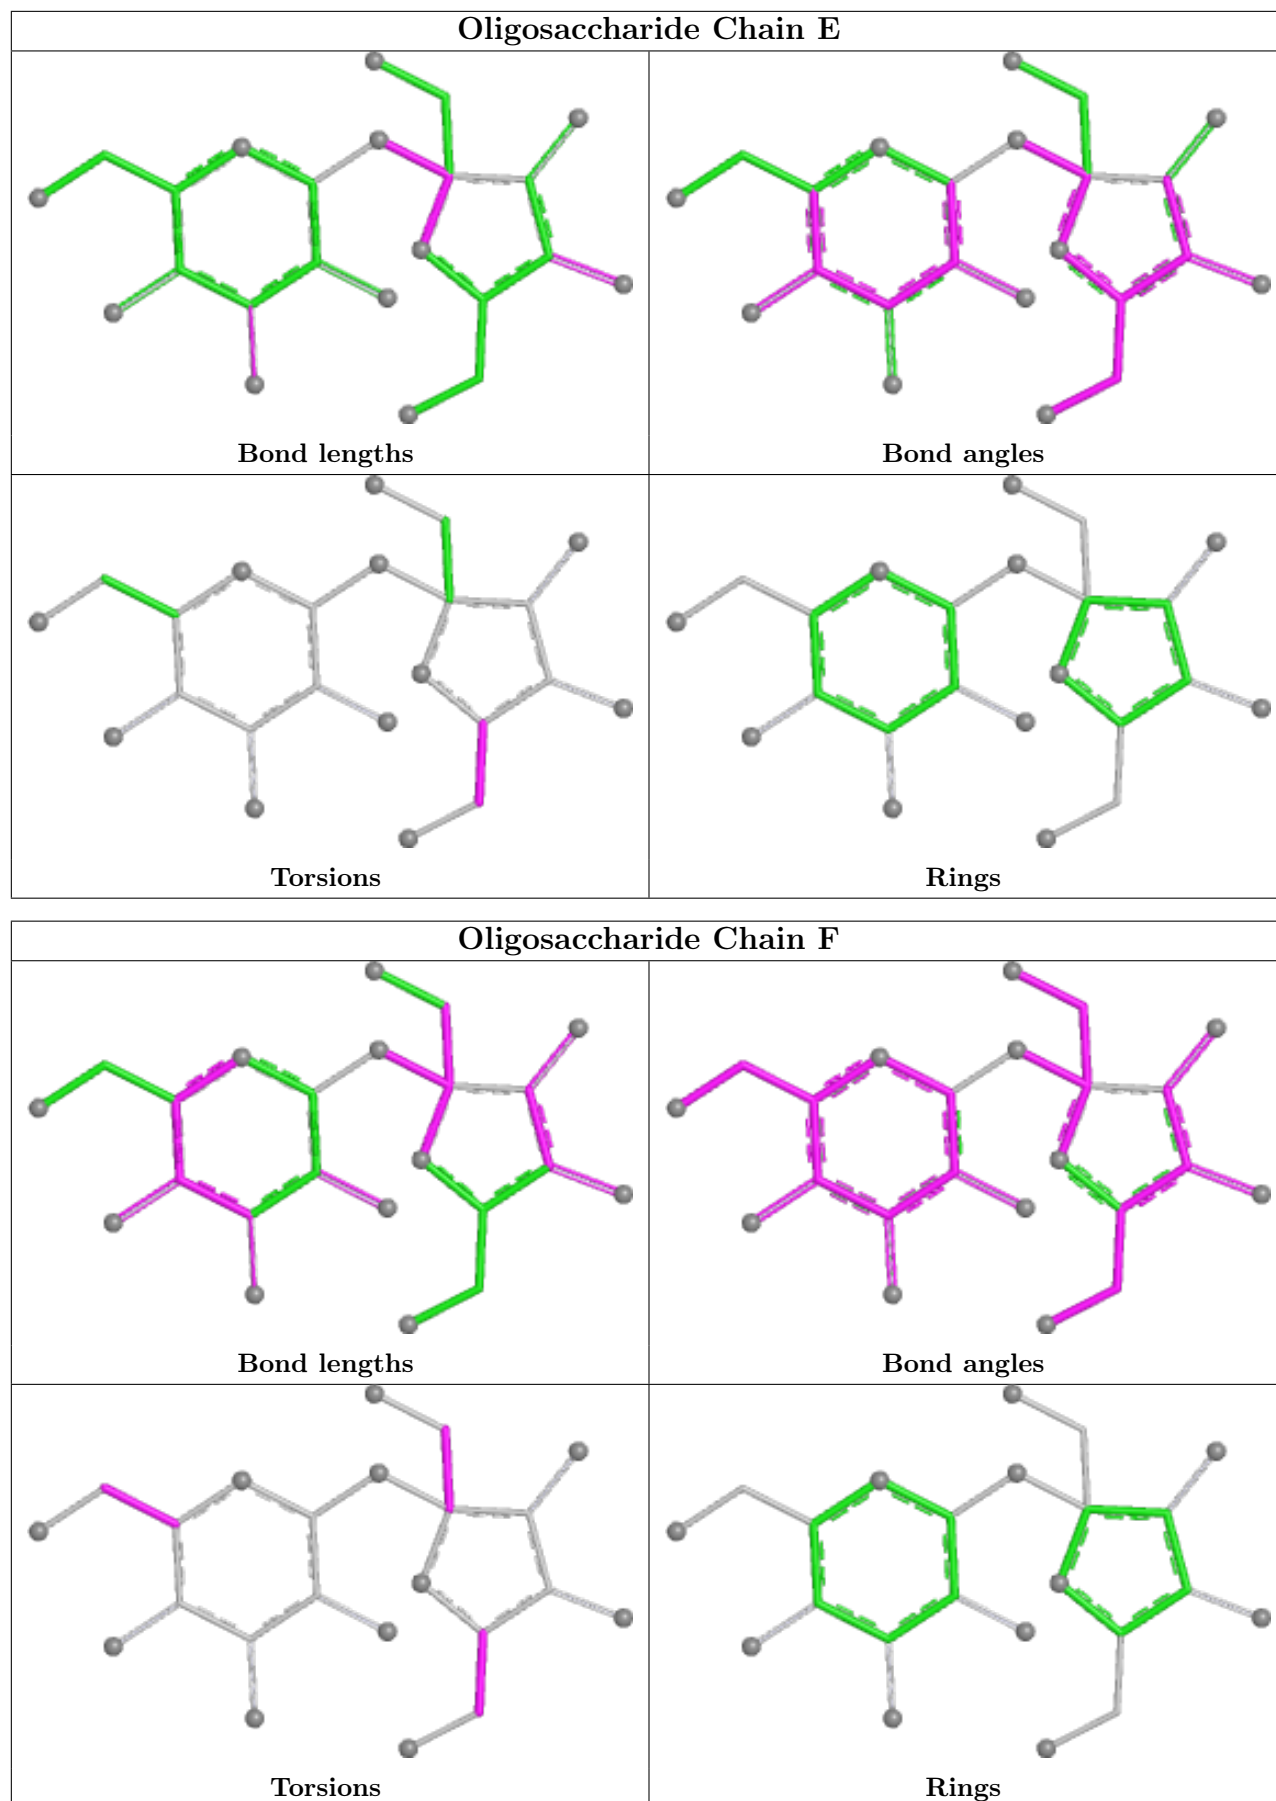 Oligosaccharide Chain E
Bond lengths
Bond angles
Torsions
Rings
Oligosaccharide Chain F
Bond lengths
Bond angles
Torsions
Rings